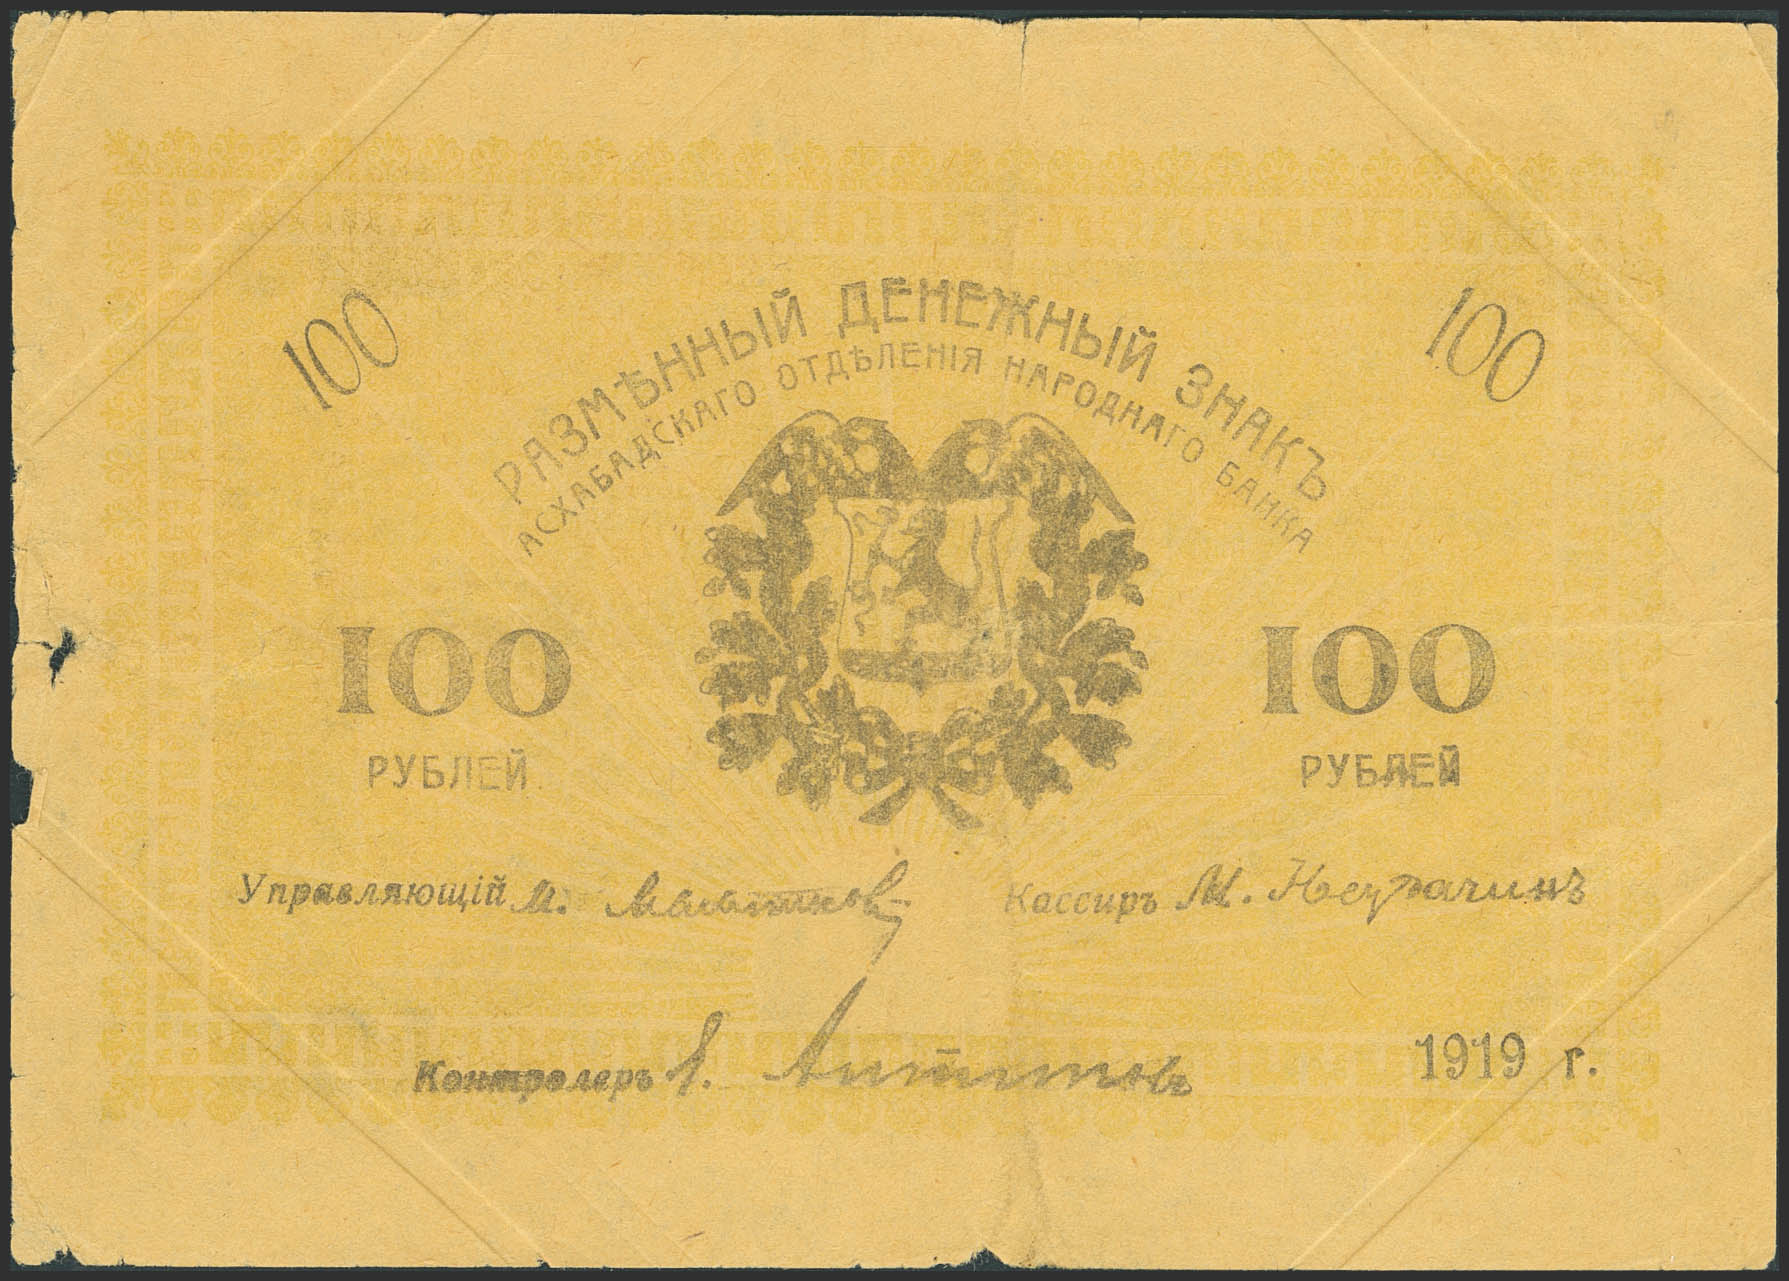 100
100
РАЗМѢННЫЙ ДЕНЕЖНЫЙ ЗНАКЪ
АСХАБАДСКАГО ОТДѢЛЕНІЯ НАРОДНАГО БАНКА
100
РУБЛЕЙ
100
РУБЛЕЙ
Управляющій М.
Кассиръ М.
Контролеръ
1919 г.